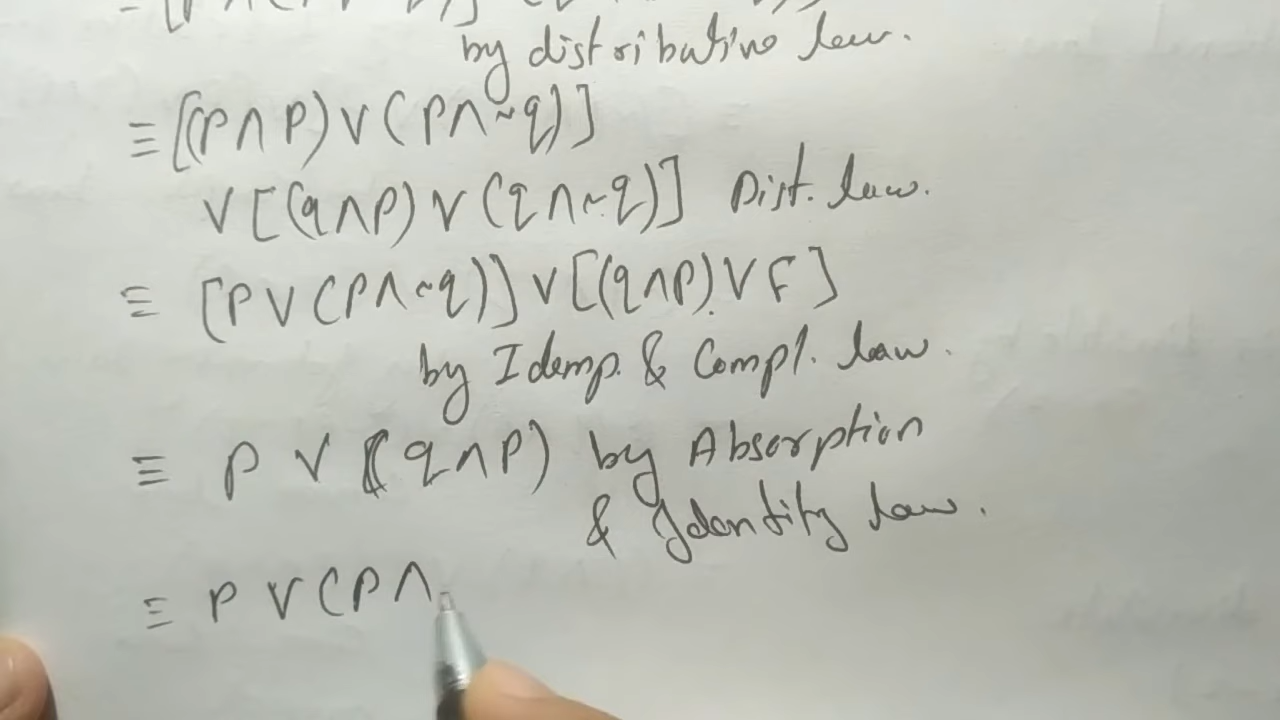 by distributive law.
≡ [(p∧p)∨(p∧~q)]
∨[(q∧p)∨(q∧~q)] Dist. law.
≡ [p∨(p∧~q)]∨[(q∧p)∨F]
by Idemp. & Compl. law.
≡ p ∨ (q∧p) by Absorption
& Identity law.
≡ p ∨ (p∧